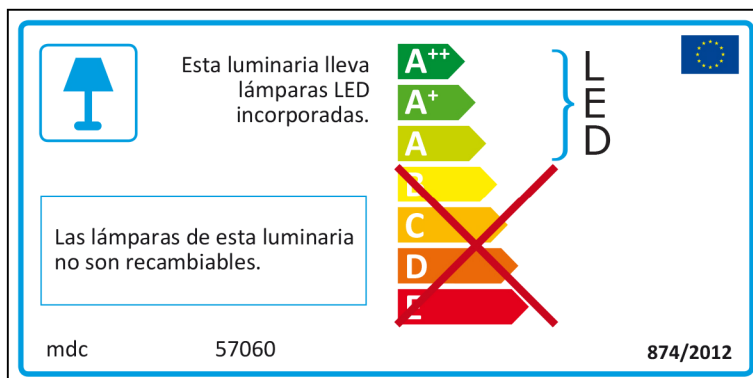 Esta luminaria lleva
lámparas LED
incorporadas.
A++
A+
A
B
C
D
E
L
E
D
Las lámparas de esta luminaria
no son recambiables.
mdc 57060
874/2012